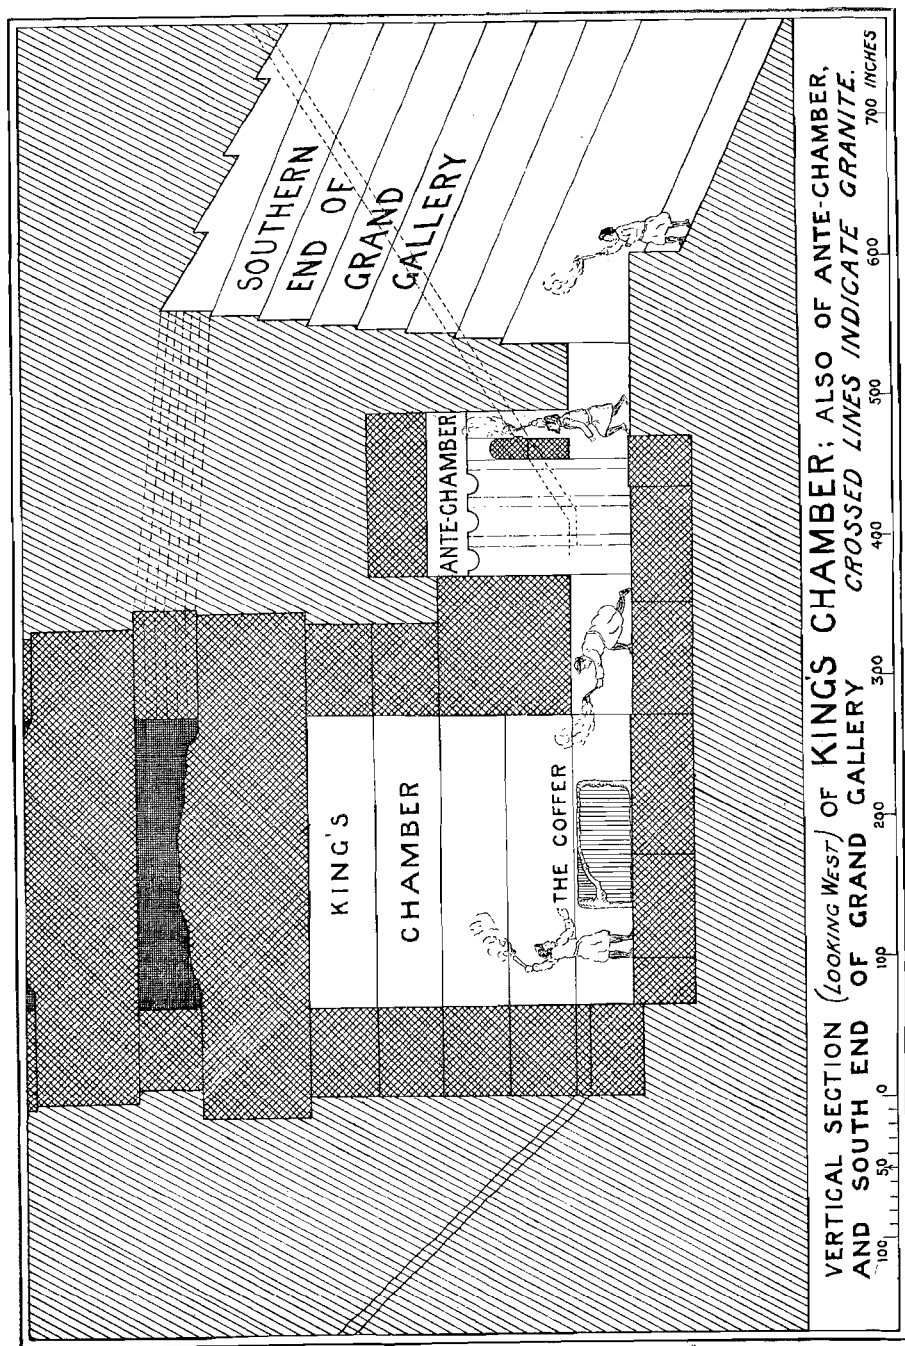 SOUTHERN
END OF
GRAND
GALLERY
ANTE-CHAMBER
KING'S
CHAMBER
THE COFFER
VERTICAL SECTION (LOOKING WEST) OF KING'S CHAMBER; ALSO OF ANTE-CHAMBER,
AND SOUTH END OF GRAND GALLERY CROSSED LINES INDICATE GRANITE.
100 50 0 100 200 300 400 500 600 700 INCHES